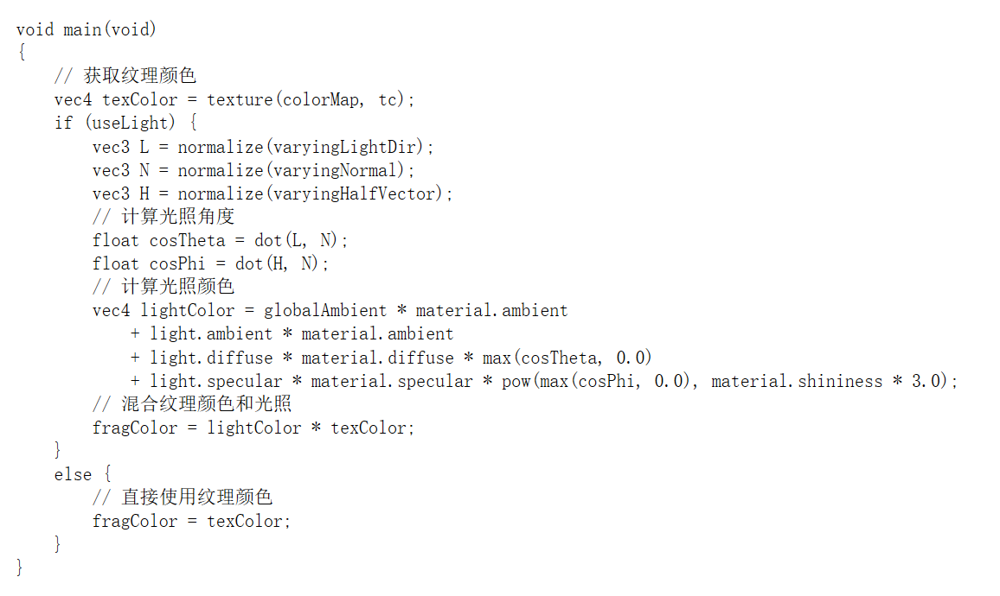 void main(void)
{
    // 获取纹理颜色
    vec4 texColor = texture(colorMap, tc);
    if (useLight) {
        vec3 L = normalize(varyingLightDir);
        vec3 N = normalize(varyingNormal);
        vec3 H = normalize(varyingHalfVector);
        // 计算光照角度
        float cosTheta = dot(L, N);
        float cosPhi = dot(H, N);
        // 计算光照颜色
        vec4 lightColor = globalAmbient * material.ambient
            + light.ambient * material.ambient
            + light.diffuse * material.diffuse * max(cosTheta, 0.0)
            + light.specular * material.specular * pow(max(cosPhi, 0.0), material.shininess * 3.0);
        // 混合纹理颜色和光照
        fragColor = lightColor * texColor;
    }
    else {
        // 直接使用纹理颜色
        fragColor = texColor;
    }
}